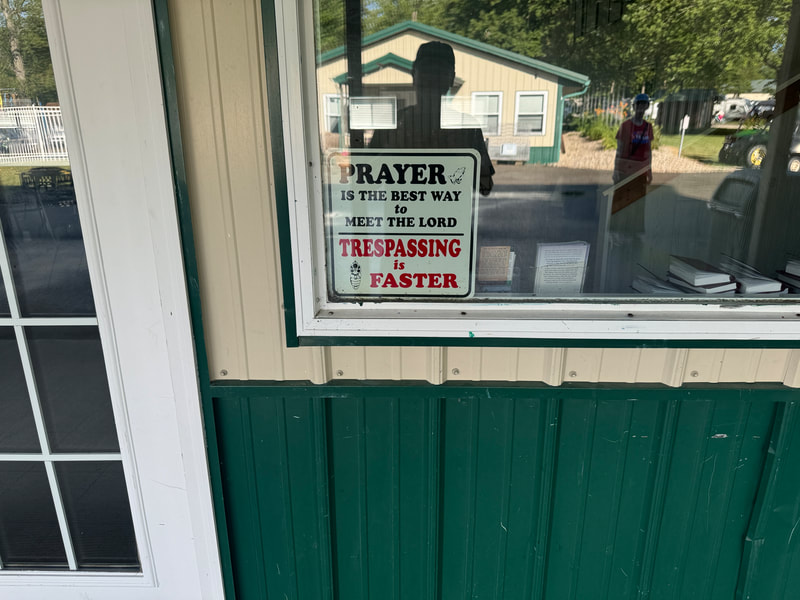 PRAYER
IS THE BEST WAY
to
MEET THE LORD
TRESPASSING
is
FASTER